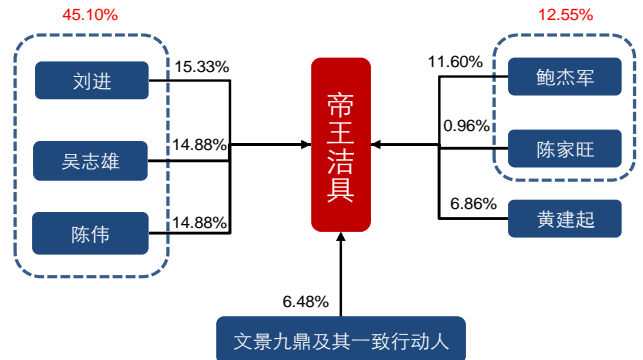 45.10%
12.55%
刘进
15.33%
吴志雄
14.88%
陈伟
14.88%
帝王洁具
11.60%
鲍杰军
0.96%
陈家旺
6.86%
黄建起
6.48%
文景九鼎及其一致行动人